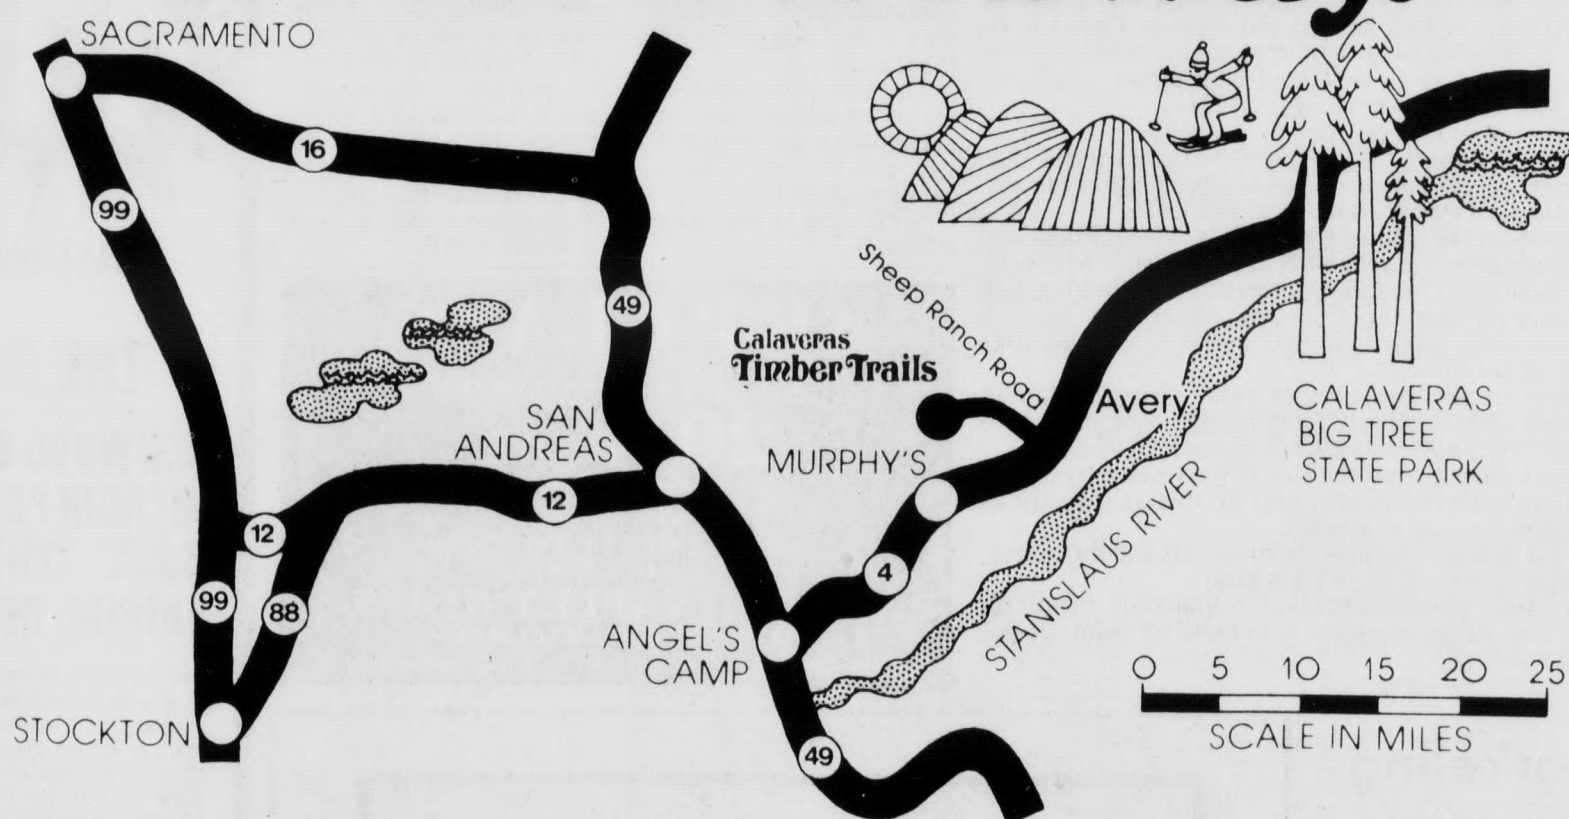 SACRAMENTO
16
99
49
Sheep Ranch Road
Calaveras
Timber Trails
SAN
ANDREAS
Avery
MURPHY'S
CALAVERAS
BIG TREE
STATE PARK
12
12
STANISLAUS RIVER
4
99
88
ANGEL'S
CAMP
STOCKTON
49
0 5 10 15 20 25
SCALE IN MILES